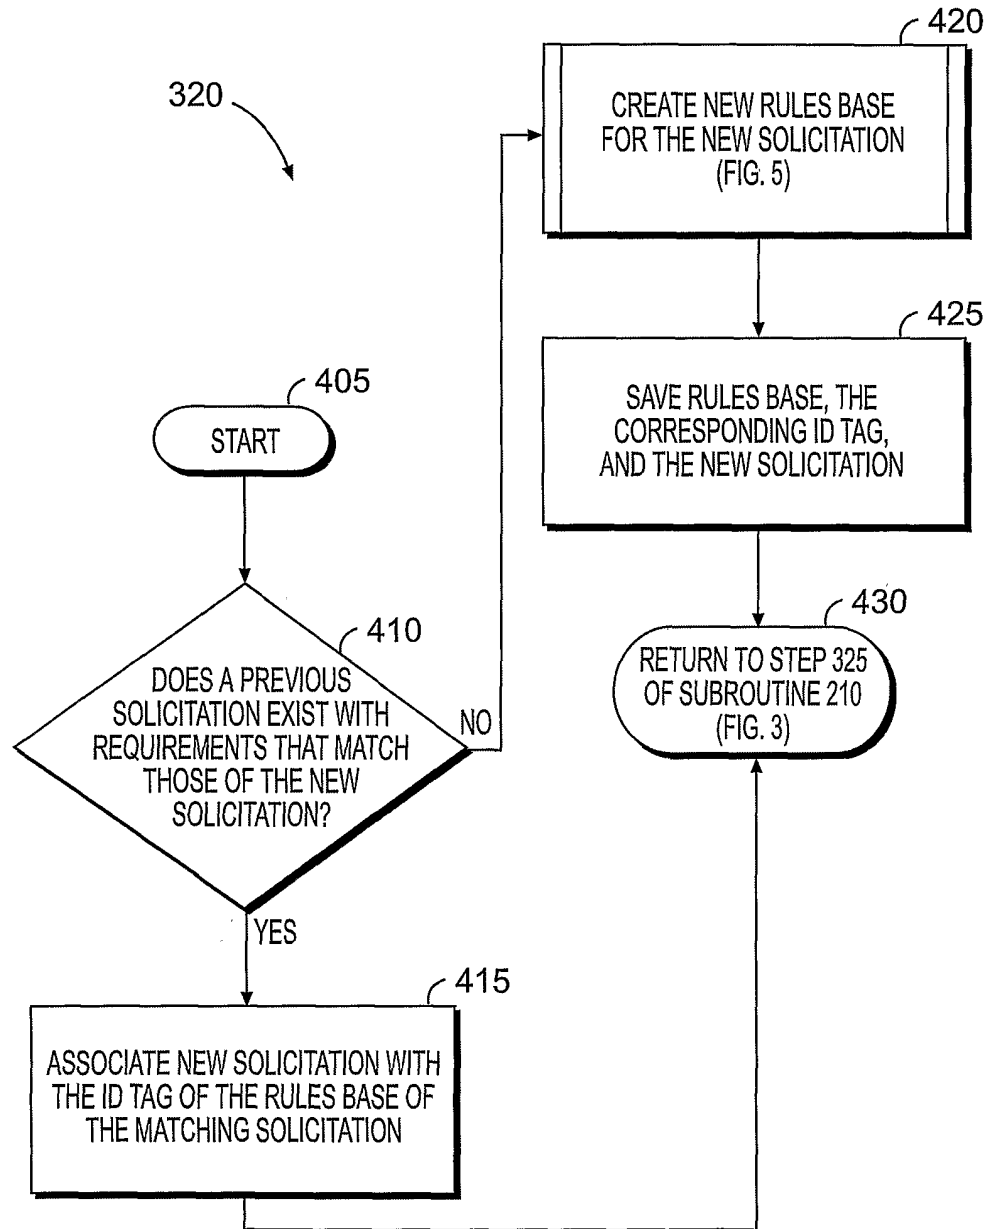 320
405
START
410
DOES A PREVIOUS
SOLICITATION EXIST WITH
REQUIREMENTS THAT MATCH
THOSE OF THE NEW
SOLICITATION?
NO
YES
415
ASSOCIATE NEW SOLICITATION WITH
THE ID TAG OF THE RULES BASE OF
THE MATCHING SOLICITATION
420
CREATE NEW RULES BASE
FOR THE NEW SOLICITATION
(FIG. 5)
425
SAVE RULES BASE, THE
CORRESPONDING ID TAG,
AND THE NEW SOLICITATION
430
RETURN TO STEP 325
OF SUBROUTINE 210
(FIG. 3)